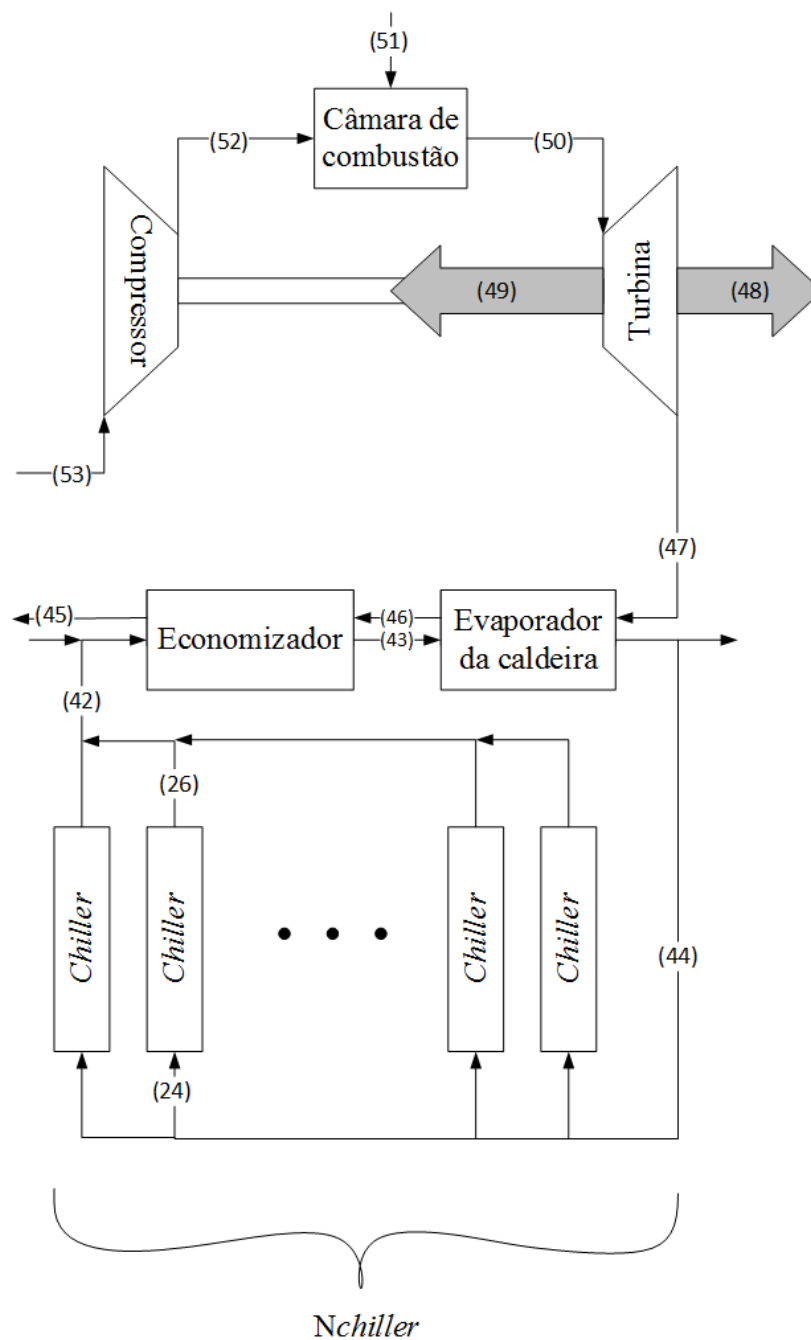 (51)
Câmara de
combustão
(52)
(50)
Compressor
(49)
Turbina
(48)
(53)
(47)
(45)
Economizador
(46)
(43)
Evaporador
da caldeira
(42)
(26)
Chiller
Chiller
Chiller
Chiller
(44)
(24)
Nchiller